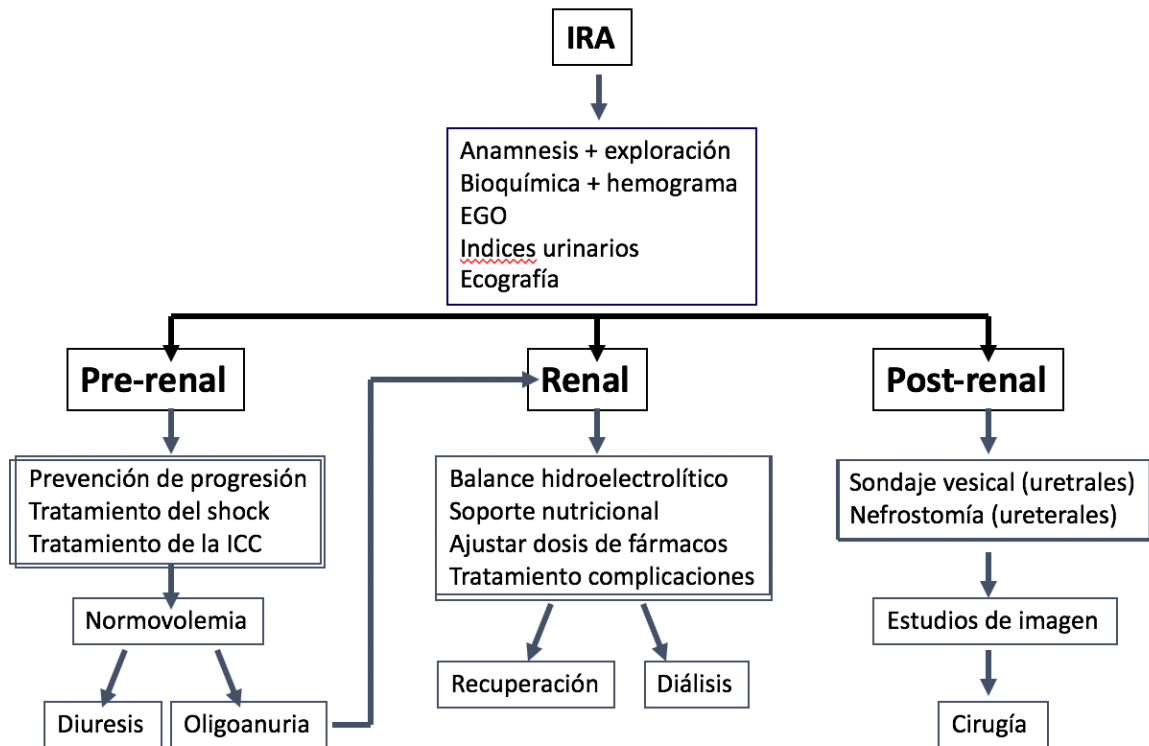 IRA
Anamnesis + exploración
Bioquímica + hemograma
EGO
Indices urinarios
Ecografía
Pre-renal
Renal
Post-renal
Prevención de progresión
Tratamiento del shock
Tratamiento de la ICC
Balance hidroelectrolítico
Soporte nutricional
Ajustar dosis de fármacos
Tratamiento complicaciones
Sondaje vesical (uretrales)
Nefrostomía (ureterales)
Normovolemia
Estudios de imagen
Diuresis
Oligoanuria
Recuperación
Diálisis
Cirugía